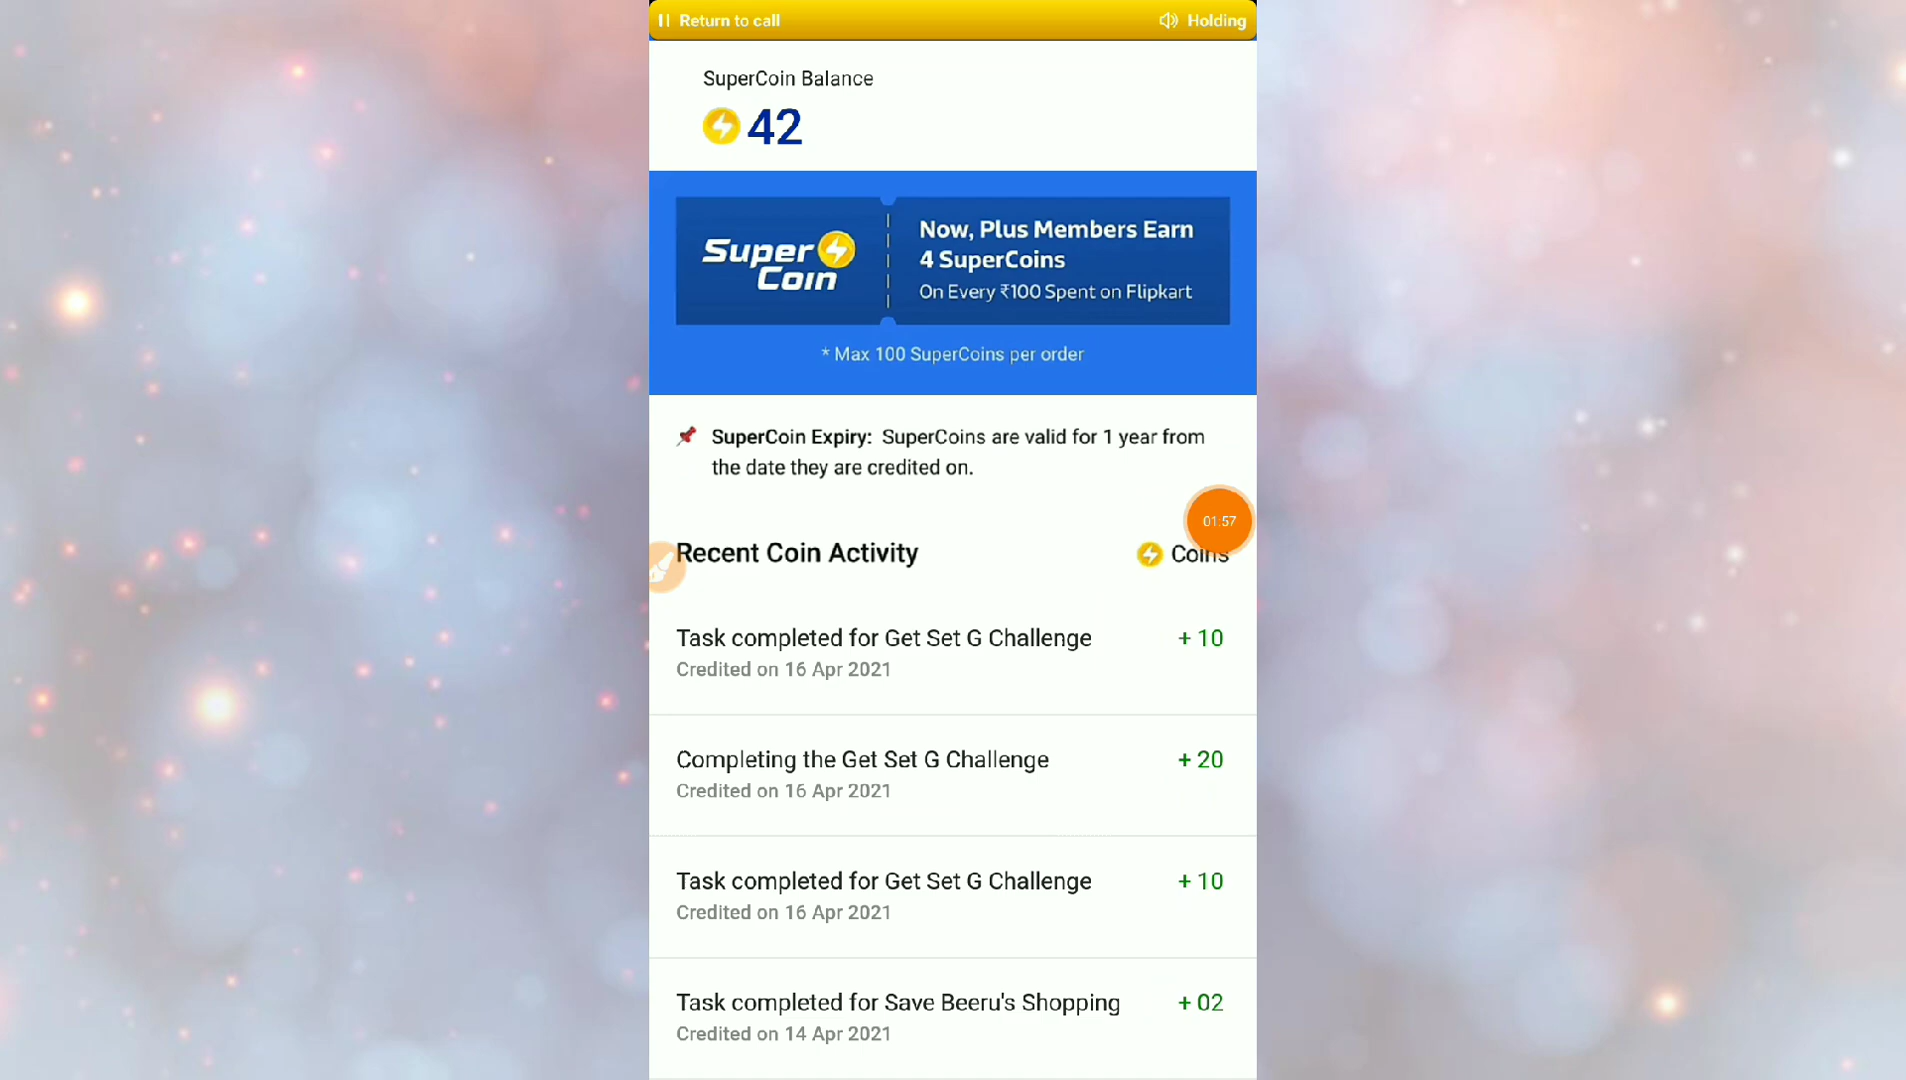 Return to call
Holding
SuperCoin Balance
42
Super
Coin
Now, Plus Members Earn
4 SuperCoins
On Every ₹100 Spent on Flipkart
* Max 100 SuperCoins per order
SuperCoin Expiry: SuperCoins are valid for 1 year from
the date they are credited on.
01:57
Recent Coin Activity
Coins
Task completed for Get Set G Challenge
+ 10
Credited on 16 Apr 2021
Completing the Get Set G Challenge
+ 20
Credited on 16 Apr 2021
Task completed for Get Set G Challenge
+ 10
Credited on 16 Apr 2021
Task completed for Save Beeru's Shopping
+ 02
Credited on 14 Apr 2021